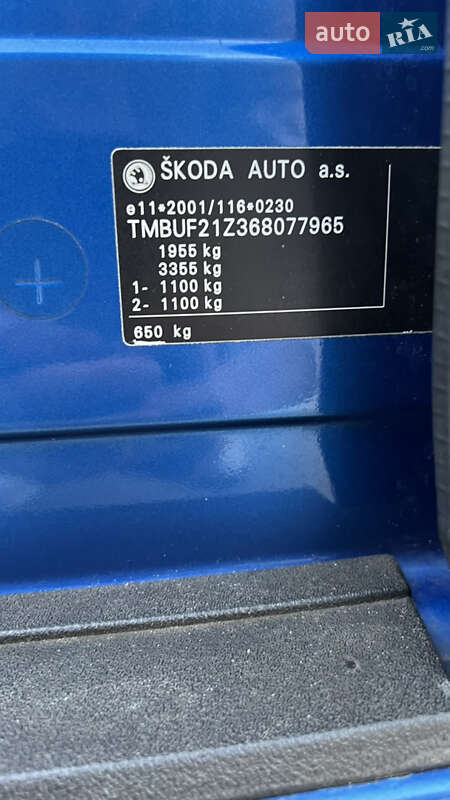 auto RIA
.com
ŠKODA AUTO a.s.
e11*2001/116*0230
TMBUF21Z368077965
1955 kg
3355 kg
1- 1100 kg
2- 1100 kg
650 kg